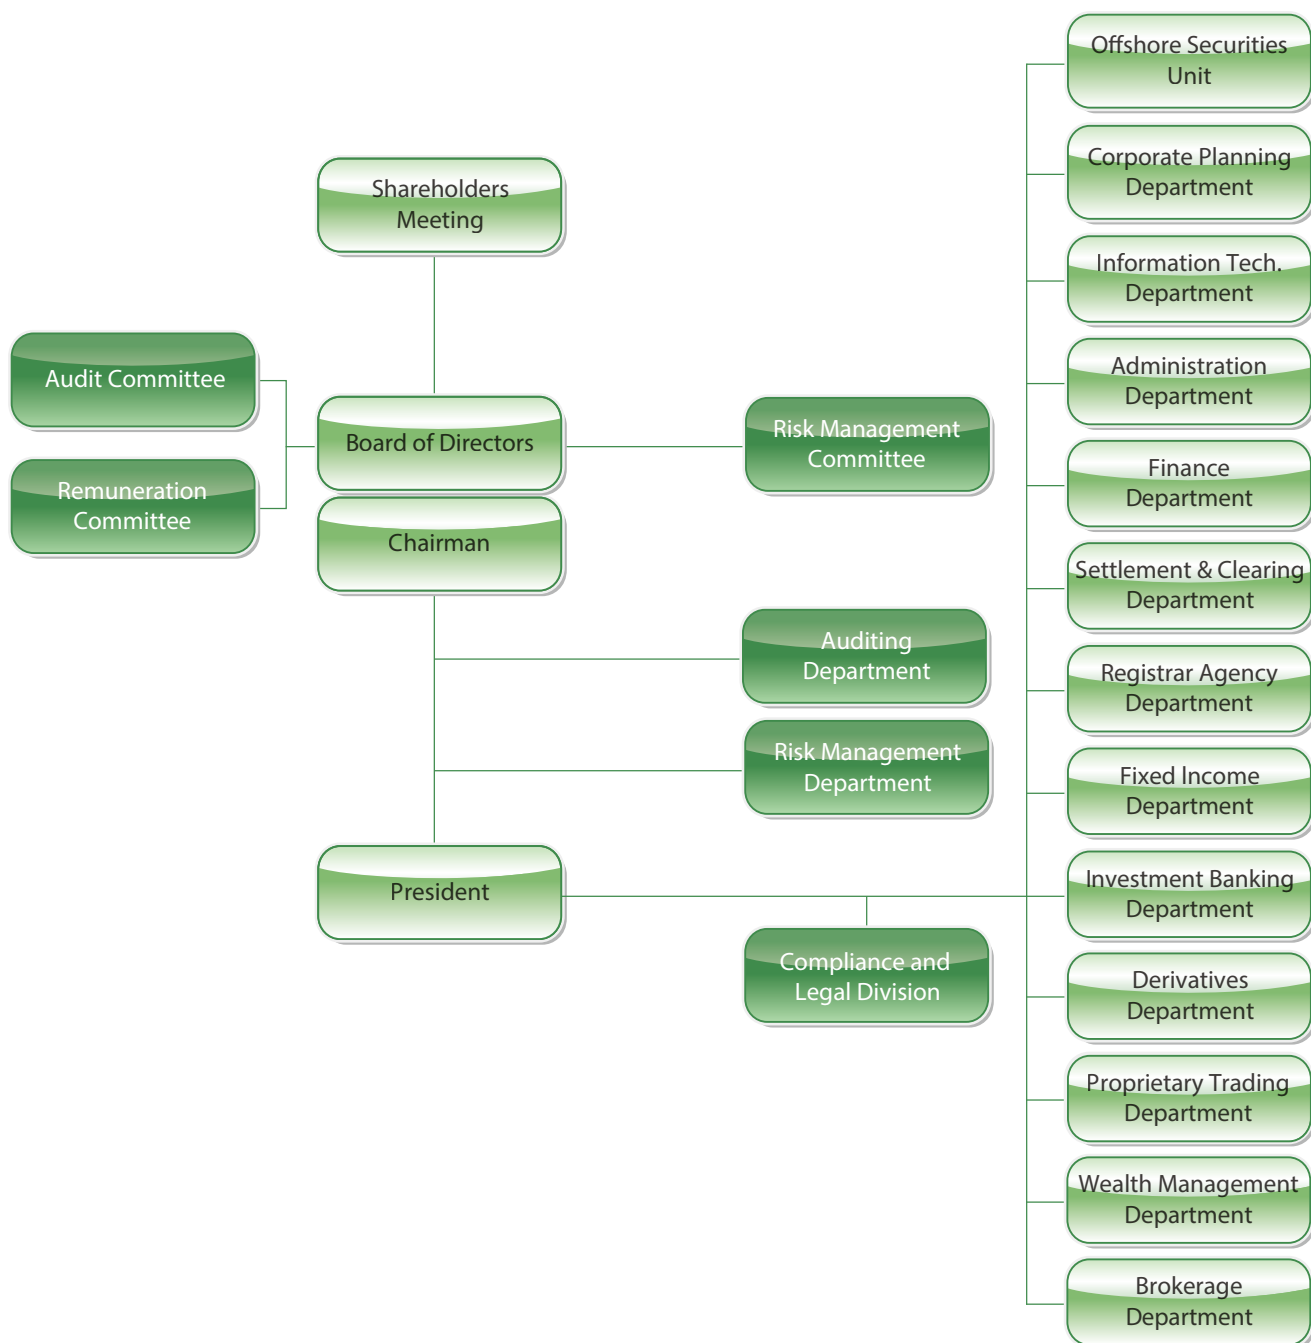 Shareholders
Meeting
Audit Committee
Remuneration
Committee
Board of Directors
Chairman
Risk Management
Committee
Auditing
Department
Risk Management
Department
President
Compliance and
Legal Division
Offshore Securities
Unit
Corporate Planning
Department
Information Tech.
Department
Administration
Department
Finance
Department
Settlement & Clearing
Department
Registrar Agency
Department
Fixed Income
Department
Investment Banking
Department
Derivatives
Department
Proprietary Trading
Department
Wealth Management
Department
Brokerage
Department